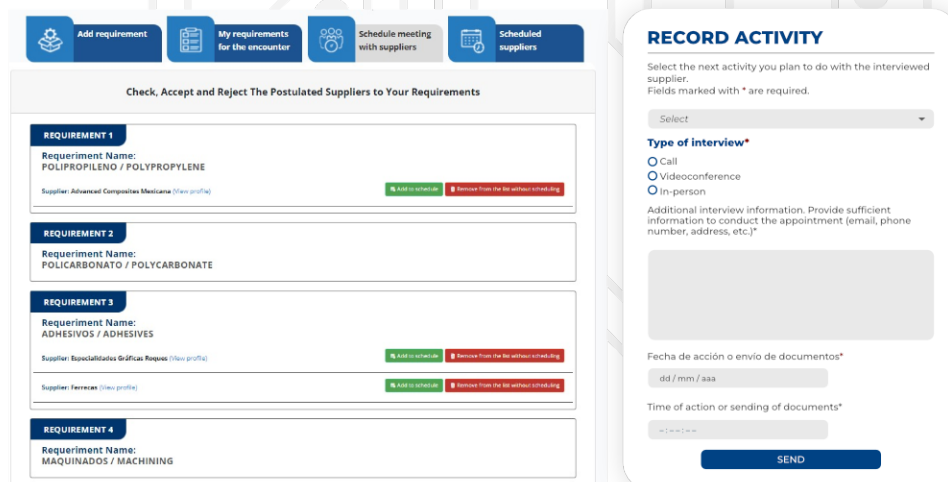 Add requirement
My requirements
for the encounter
Schedule meeting
with suppliers
Scheduled
suppliers
Check, Accept and Reject The Postulated Suppliers to Your Requirements
REQUIREMENT 1
Requeriment Name:
POLIPROPILENO / POLYPROPYLENE
Supplier: Advanced Composites Mexicana (View profile)
Add to schedule
Remove from the list without scheduling
REQUIREMENT 2
Requeriment Name:
POLICARBONATO / POLYCARBONATE
REQUIREMENT 3
Requeriment Name:
ADHESIVOS / ADHESIVES
Supplier: Especialidades Gráficas Roques (View profile)
Add to schedule
Remove from the list without scheduling
Supplier: Ferrecas (View profile)
Add to schedule
Remove from the list without scheduling
REQUIREMENT 4
Requeriment Name:
MAQUINADOS / MACHINING
RECORD ACTIVITY
Select the next activity you plan to do with the interviewed
supplier.
Fields marked with * are required.
Select
Type of interview*
Call
Videoconference
In-person
Additional interview information. Provide sufficient
information to conduct the appointment (email, phone
number, address, etc.)*
Fecha de acción o envío de documentos*
dd / mm / aaa
Time of action or sending of documents*
-:--:--
SEND